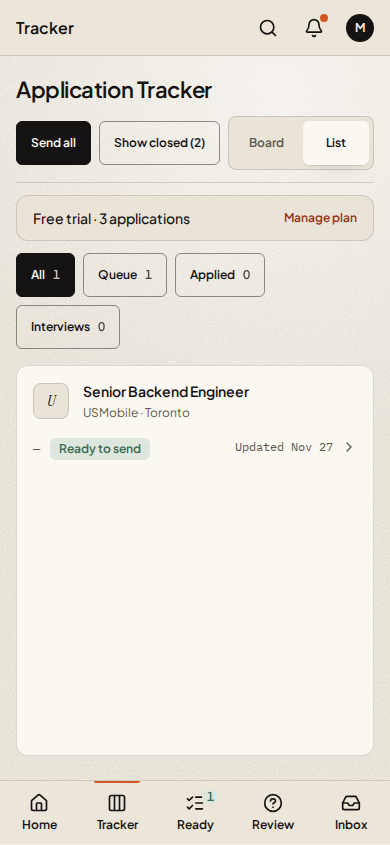 Tracker
M
Application Tracker
Send all
Show closed (2)
Board
List
Free trial · 3 applications
Manage plan
All 1
Queue 1
Applied 0
Interviews 0
U
Senior Backend Engineer
USMobile · Toronto
— Ready to send
Updated Nov 27
1
Home
Tracker
Ready
Review
Inbox